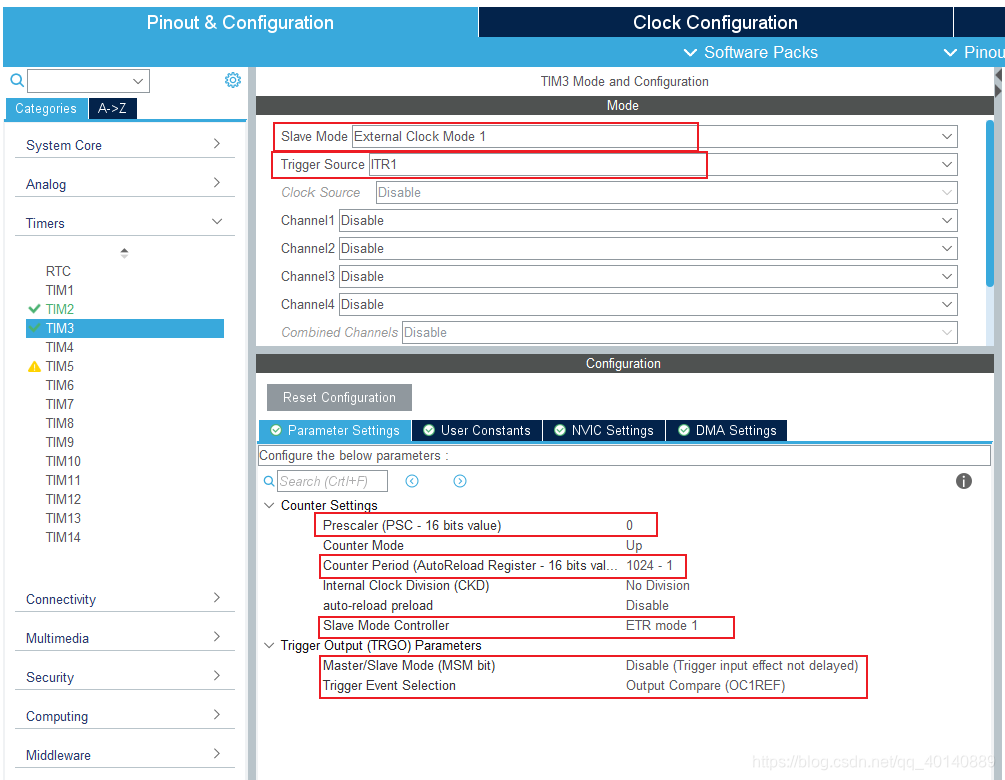 Pinout & Configuration
Clock Configuration
Software Packs
Pinou
Categories
A->Z
System Core
Analog
Timers
RTC
TIM1
TIM2
TIM3
TIM4
TIM5
TIM6
TIM7
TIM8
TIM9
TIM10
TIM11
TIM12
TIM13
TIM14
Connectivity
Multimedia
Security
Computing
Middleware
TIM3 Mode and Configuration
Mode
Slave Mode External Clock Mode 1
Trigger Source ITR1
Clock Source Disable
Channel1 Disable
Channel2 Disable
Channel3 Disable
Channel4 Disable
Combined Channels Disable
Configuration
Reset Configuration
Parameter Settings
User Constants
NVIC Settings
DMA Settings
Configure the below parameters :
Search (Crtl+F)
Counter Settings
Prescaler (PSC - 16 bits value) 0
Counter Mode Up
Counter Period (AutoReload Register - 16 bits val... 1024 - 1
Internal Clock Division (CKD) No Division
auto-reload preload Disable
Slave Mode Controller ETR mode 1
Trigger Output (TRGO) Parameters
Master/Slave Mode (MSM bit) Disable (Trigger input effect not delayed)
Trigger Event Selection Output Compare (OC1REF)
https://blog.csdn.net/qq_40140889